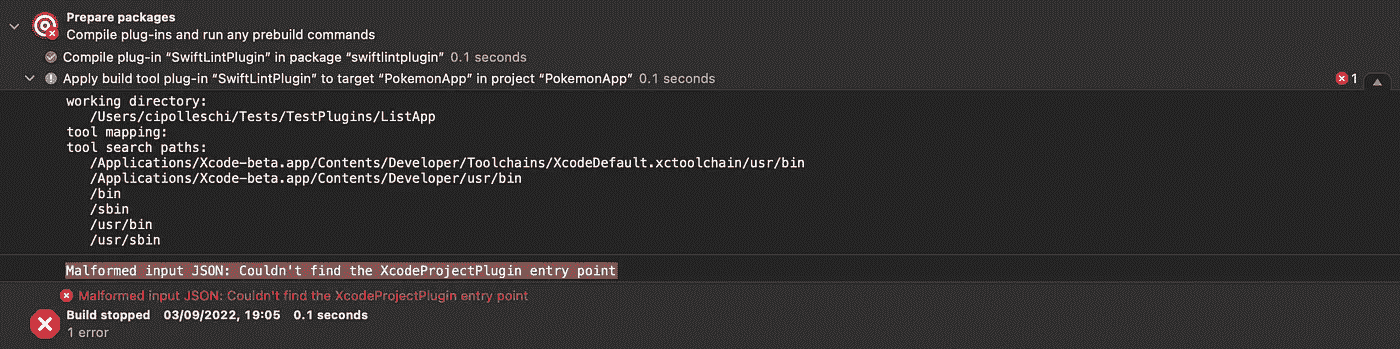 Prepare packages
Compile plug-ins and run any prebuild commands
Compile plug-in “SwiftLintPlugin” in package “swiftlintplugin” 0.1 seconds
Apply build tool plug-in “SwiftLintPlugin” to target “PokemonApp” in project “PokemonApp” 0.1 seconds 1
working directory:
/Users/cipolleschi/Tests/TestPlugins/ListApp
tool mapping:
tool search paths:
/Applications/Xcode-beta.app/Contents/Developer/Toolchains/XcodeDefault.xctoolchain/usr/bin
/Applications/Xcode-beta.app/Contents/Developer/usr/bin
/bin
/sbin
/usr/bin
/usr/sbin
Malformed input JSON: Couldn't find the XcodeProjectPlugin entry point
Malformed input JSON: Couldn't find the XcodeProjectPlugin entry point
Build stopped 03/09/2022, 19:05 0.1 seconds
1 error